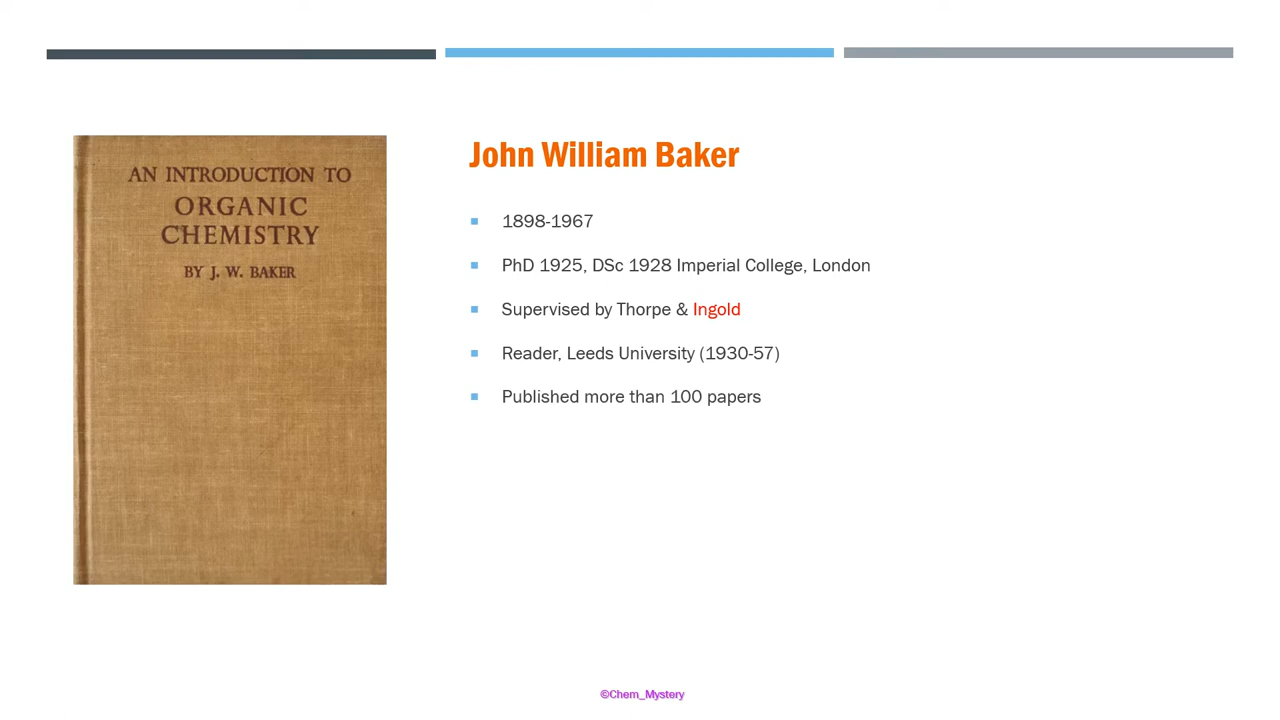 AN INTRODUCTION TO
ORGANIC
CHEMISTRY
BY J. W. BAKER
John William Baker
1898-1967
PhD 1925, DSc 1928 Imperial College, London
Supervised by Thorpe & Ingold
Reader, Leeds University (1930-57)
Published more than 100 papers
©Chem_Mystery